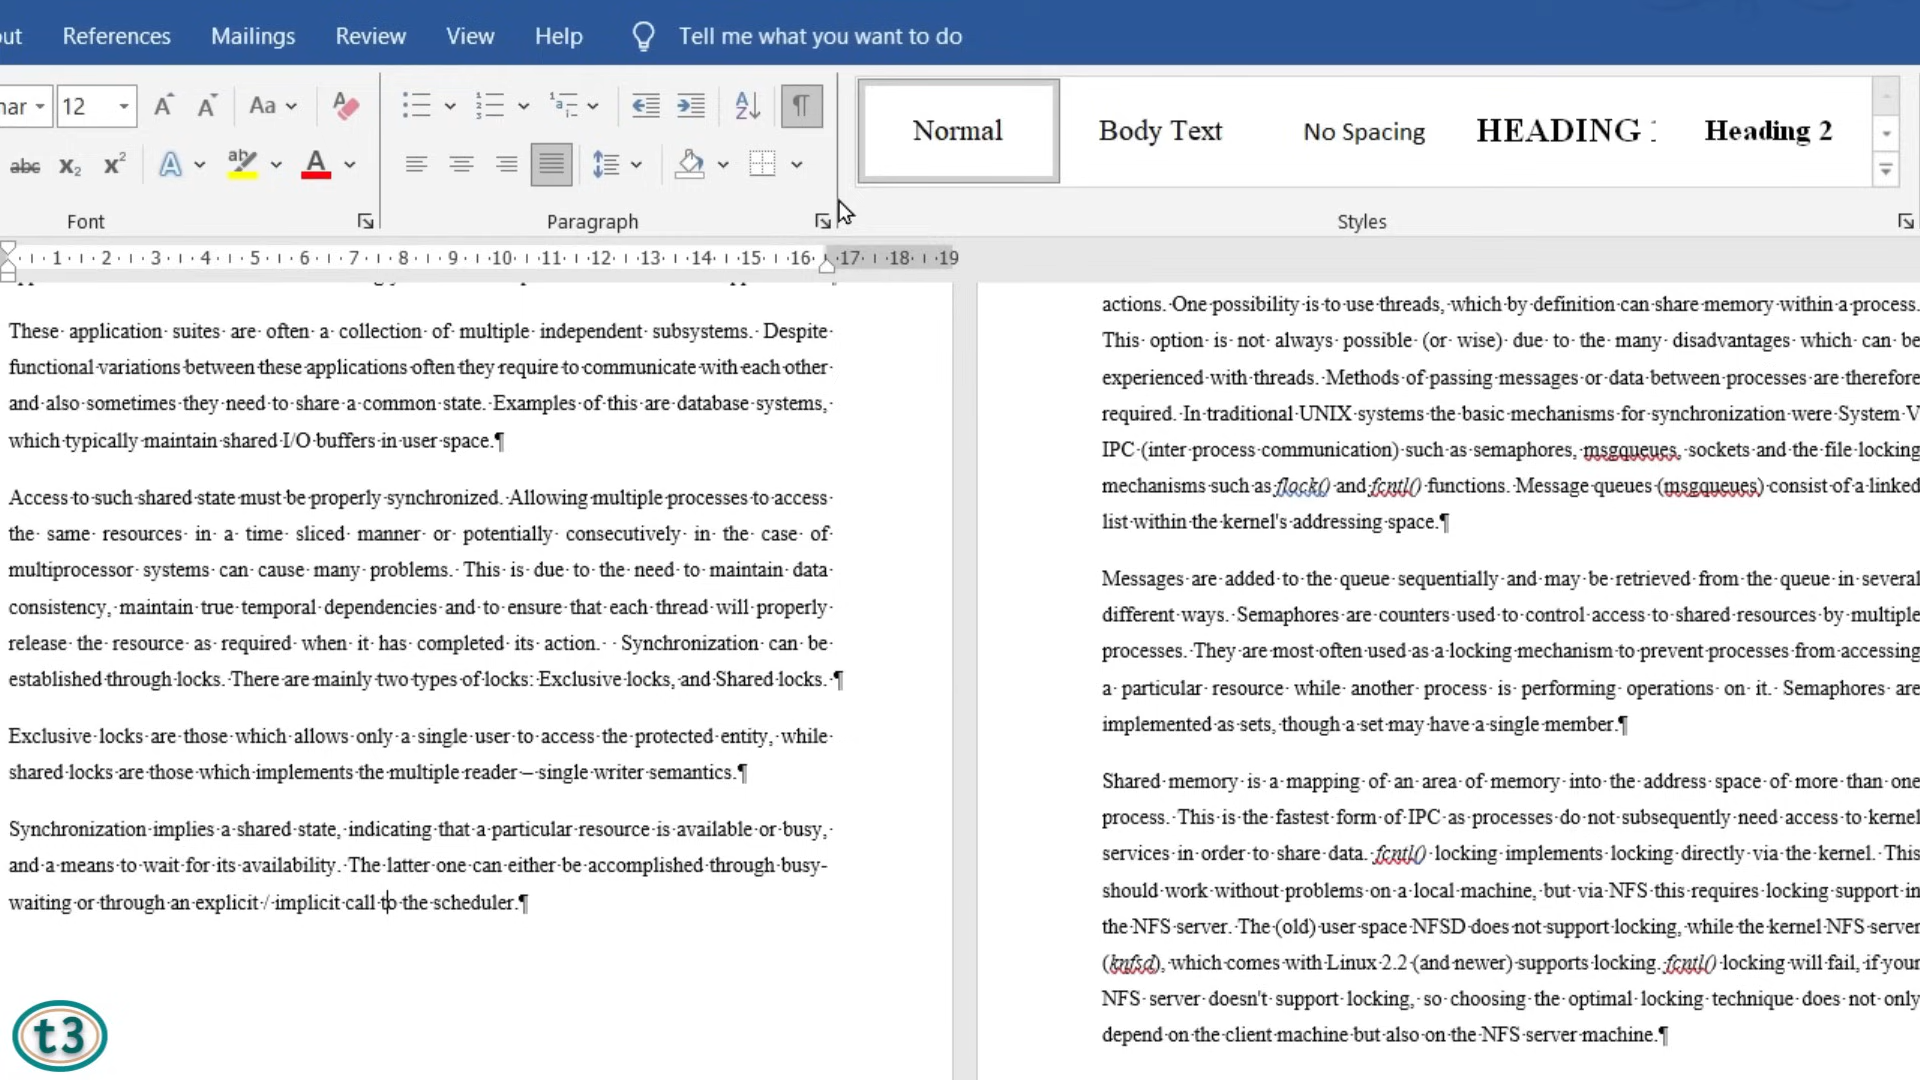 References Mailings Review View Help Tell me what you want to do
12 Aa
abc X₂ X² A ab A
Normal Body Text No Spacing HEADING 1 Heading 2
Font Paragraph Styles
1 2 3 4 5 6 7 8 9 10 11 12 13 14 15 16 17 18 19
These application suites are often a collection of multiple independent subsystems. Despite
functional variations between these applications often they require to communicate with each other
and also sometimes they need to share a common state. Examples of this are database systems,
which typically maintain shared I/O buffers in user space.¶
Access to such shared state must be properly synchronized. Allowing multiple processes to access
the same resources in a time sliced manner or potentially consecutively in the case of
multiprocessor systems can cause many problems. This is due to the need to maintain data
consistency, maintain true temporal dependencies and to ensure that each thread will properly
release the resource as required when it has completed its action. Synchronization can be
established through locks. There are mainly two types of locks: Exclusive locks, and Shared locks. ¶
Exclusive locks are those which allows only a single user to access the protected entity, while
shared locks are those which implements the multiple reader – single writer semantics.¶
Synchronization implies a shared state, indicating that a particular resource is available or busy,
and a means to wait for its availability. The latter one can either be accomplished through busy-
waiting or through an explicit / implicit call to the scheduler.¶
actions. One possibility is to use threads, which by definition can share memory within a process.
This option is not always possible (or wise) due to the many disadvantages which can be
experienced with threads. Methods of passing messages or data between processes are therefore
required. In traditional UNIX systems the basic mechanisms for synchronization were System V
IPC (inter process communication) such as semaphores, msgqueues, sockets and the file locking
mechanisms such as flock() and fcntl() functions. Message queues (msgqueues) consist of a linked
list within the kernel's addressing space.¶
Messages are added to the queue sequentially and may be retrieved from the queue in several
different ways. Semaphores are counters used to control access to shared resources by multiple
processes. They are most often used as a locking mechanism to prevent processes from accessing
a particular resource while another process is performing operations on it. Semaphores are
implemented as sets, though a set may have a single member.¶
Shared memory is a mapping of an area of memory into the address space of more than one
process. This is the fastest form of IPC as processes do not subsequently need access to kernel
services in order to share data. fcntl() locking implements locking directly via the kernel. This
should work without problems on a local machine, but via NFS this requires locking support in
the NFS server. The (old) user space NFSD does not support locking, while the kernel NFS server
(knfsd), which comes with Linux 2.2 (and newer) supports locking. fcntl() locking will fail, if your
NFS server doesn't support locking, so choosing the optimal locking technique does not only
depend on the client machine but also on the NFS server machine.¶
t3